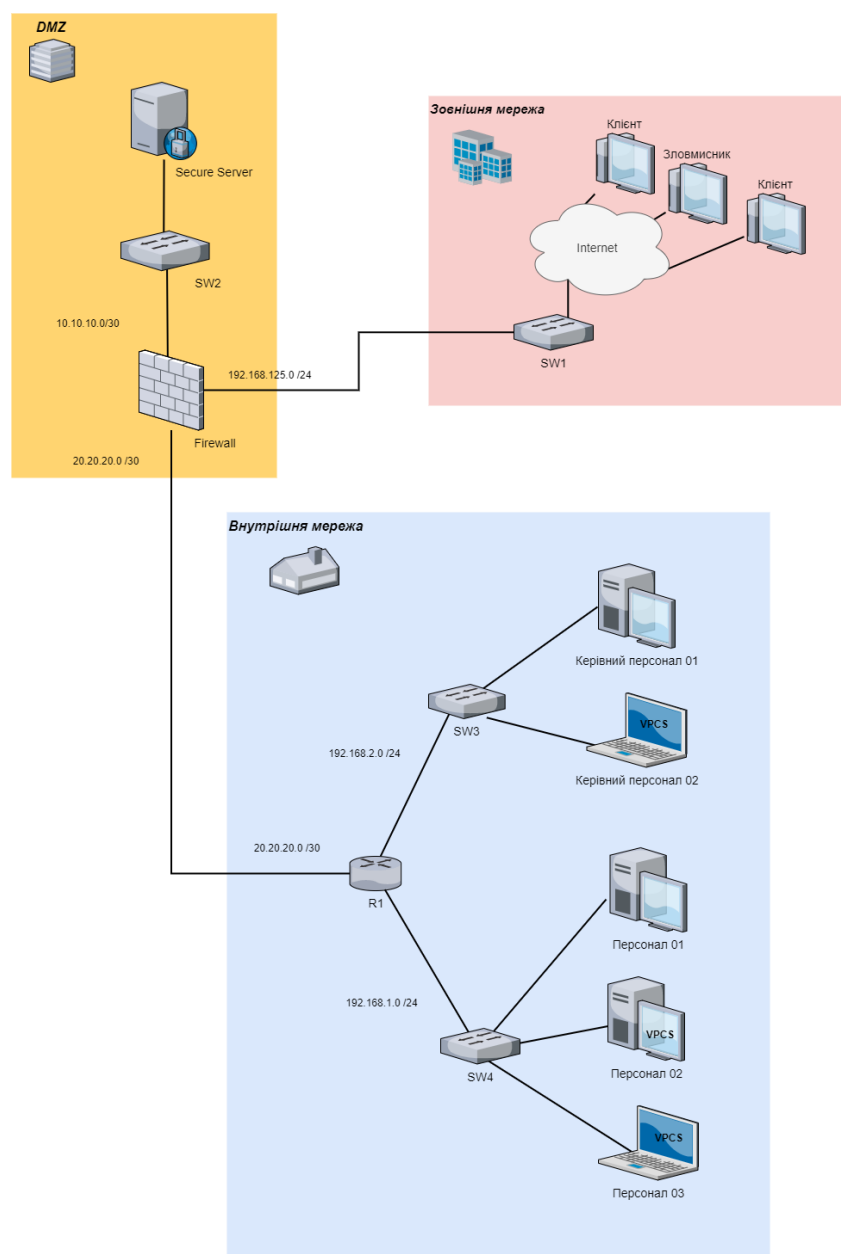 DMZ
Secure Server
SW2
10.10.10.0/30
192.168.125.0 /24
Firewall
20.20.20.0 /30
Зовнішня мережа
Клієнт
Зловмисник
Клієнт
Internet
SW1
Внутрішня мережа
Керівний персонал 01
SW3
VPCS
192.168.2.0 /24
Керівний персонал 02
20.20.20.0 /30
R1
Персонал 01
192.168.1.0 /24
VPCS
SW4
Персонал 02
VPCS
Персонал 03